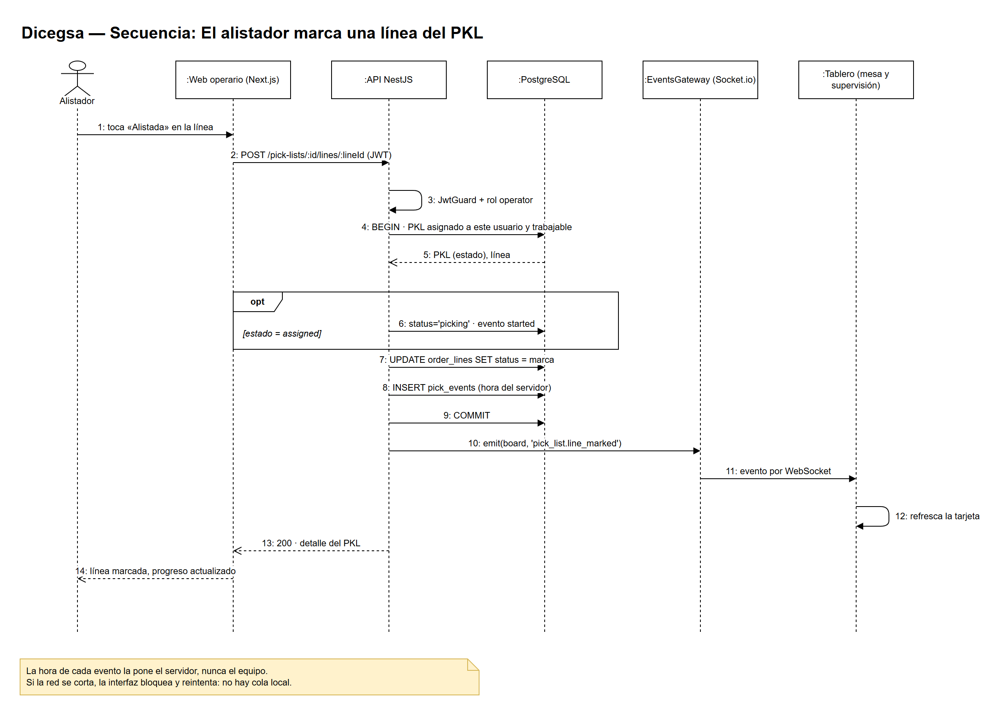 Dicegsa — Secuencia: El alistador marca una línea del PKL
Alistador
:Web operario (Next.js)
:API NestJS
:PostgreSQL
:EventsGateway (Socket.io)
:Tablero (mesa y
supervisión)
1: toca «Alistada» en la línea
2: POST /pick-lists/:id/lines/:lineId (JWT)
3: JwtGuard + rol operator
4: BEGIN · PKL asignado a este usuario y trabajable
5: PKL (estado), línea
opt
6: status='picking' · evento started
[estado = assigned]
7: UPDATE order_lines SET status = marca
8: INSERT pick_events (hora del servidor)
9: COMMIT
10: emit(board, 'pick_list.line_marked')
11: evento por WebSocket
12: refresca la tarjeta
13: 200 · detalle del PKL
14: línea marcada, progreso actualizado
La hora de cada evento la pone el servidor, nunca el equipo.
Si la red se corta, la interfaz bloquea y reintenta: no hay cola local.